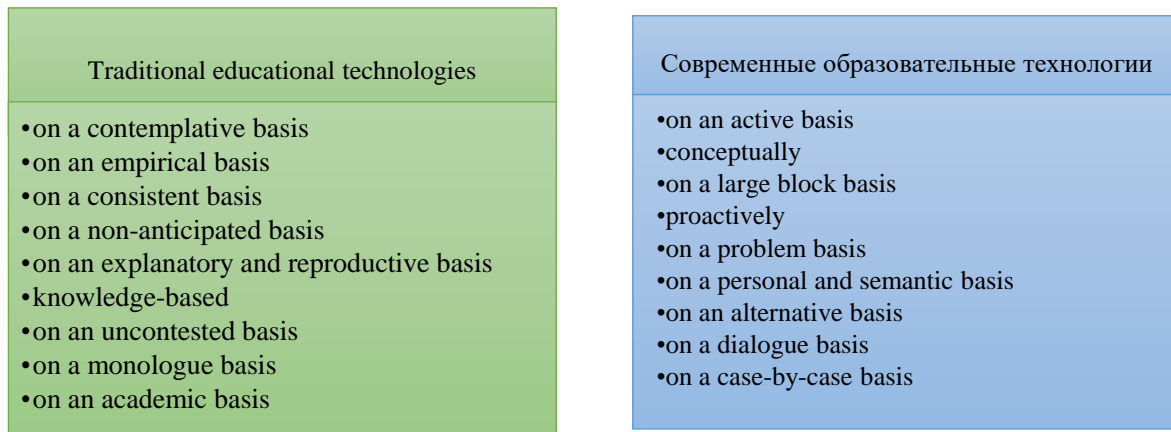 Traditional educational technologies
•on a contemplative basis
•on an empirical basis
•on a consistent basis
•on a non-anticipated basis
•on an explanatory and reproductive basis
•knowledge-based
•on an uncontested basis
•on a monologue basis
•on an academic basis
Современные образовательные технологии
•on an active basis
•conceptually
•on a large block basis
•proactively
•on a problem basis
•on a personal and semantic basis
•on an alternative basis
•on a dialogue basis
•on a case-by-case basis